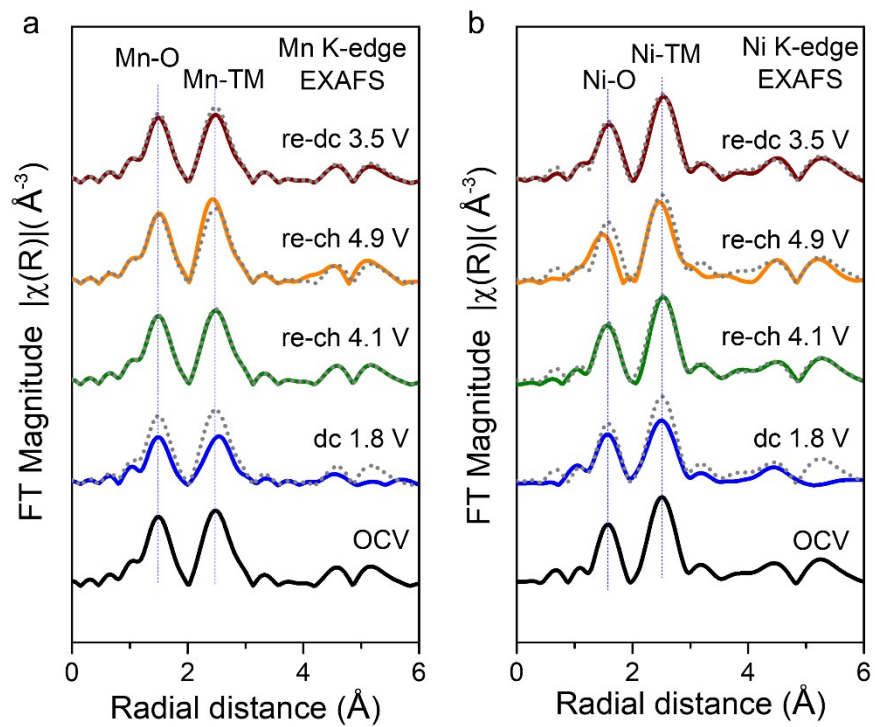 a
Mn-O
Mn-TM
Mn K-edge
EXAFS
re-dc 3.5 V
re-ch 4.9 V
re-ch 4.1 V
dc 1.8 V
OCV
FT Magnitude |χ(R)|( Å⁻³)
0 2 4 6
Radial distance (Å)
b
Ni-O
Ni-TM
Ni K-edge
EXAFS
re-dc 3.5 V
re-ch 4.9 V
re-ch 4.1 V
dc 1.8 V
OCV
FT Magnitude |χ(R)|( Å⁻³)
0 2 4 6
Radial distance (Å)